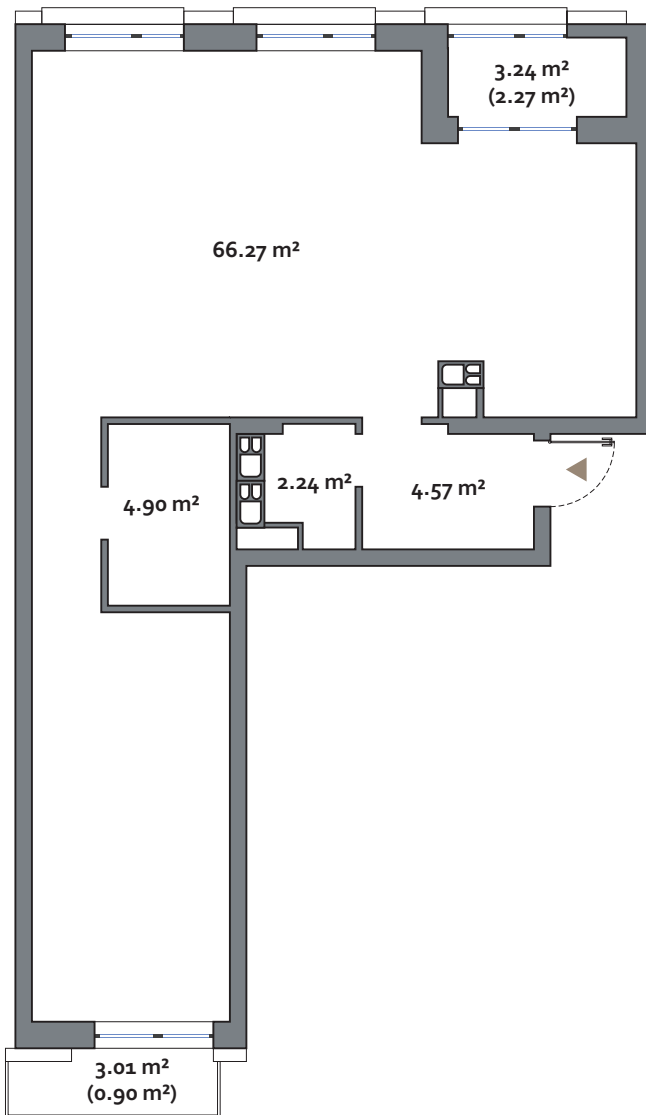 3.24 m²
(2.27 m²)
66.27 m²
4.90 m²
2.24 m²
4.57 m²
3.01 m²
(0.90 m²)